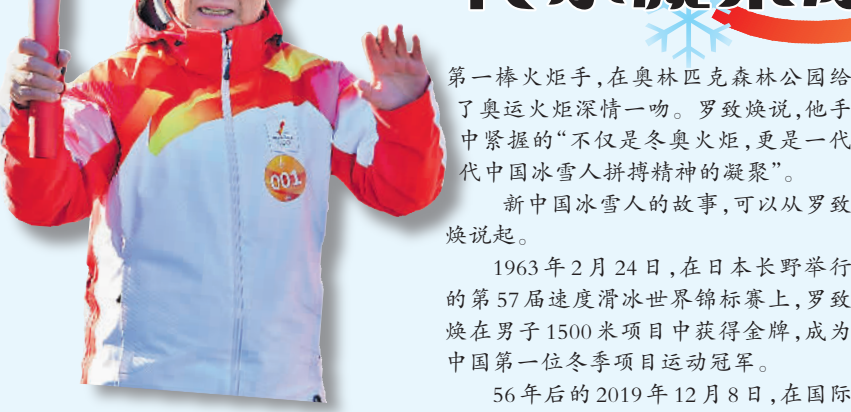 第一棒火炬手,在奥林匹克森林公园给
了奥运火炬深情一吻。罗致焕说,他手
中紧握的“不仅是冬奥火炬,更是一代
代中国冰雪人拼搏精神的凝聚”。
新中国冰雪人的故事,可以从罗致
焕说起。
1963年2月24日,在日本长野举行
的第57届速度滑冰世界锦标赛上,罗致
焕在男子1500米项目中获得金牌,成为
中国第一位冬季项目运动冠军。
56年后的2019年12月8日,在国际
001